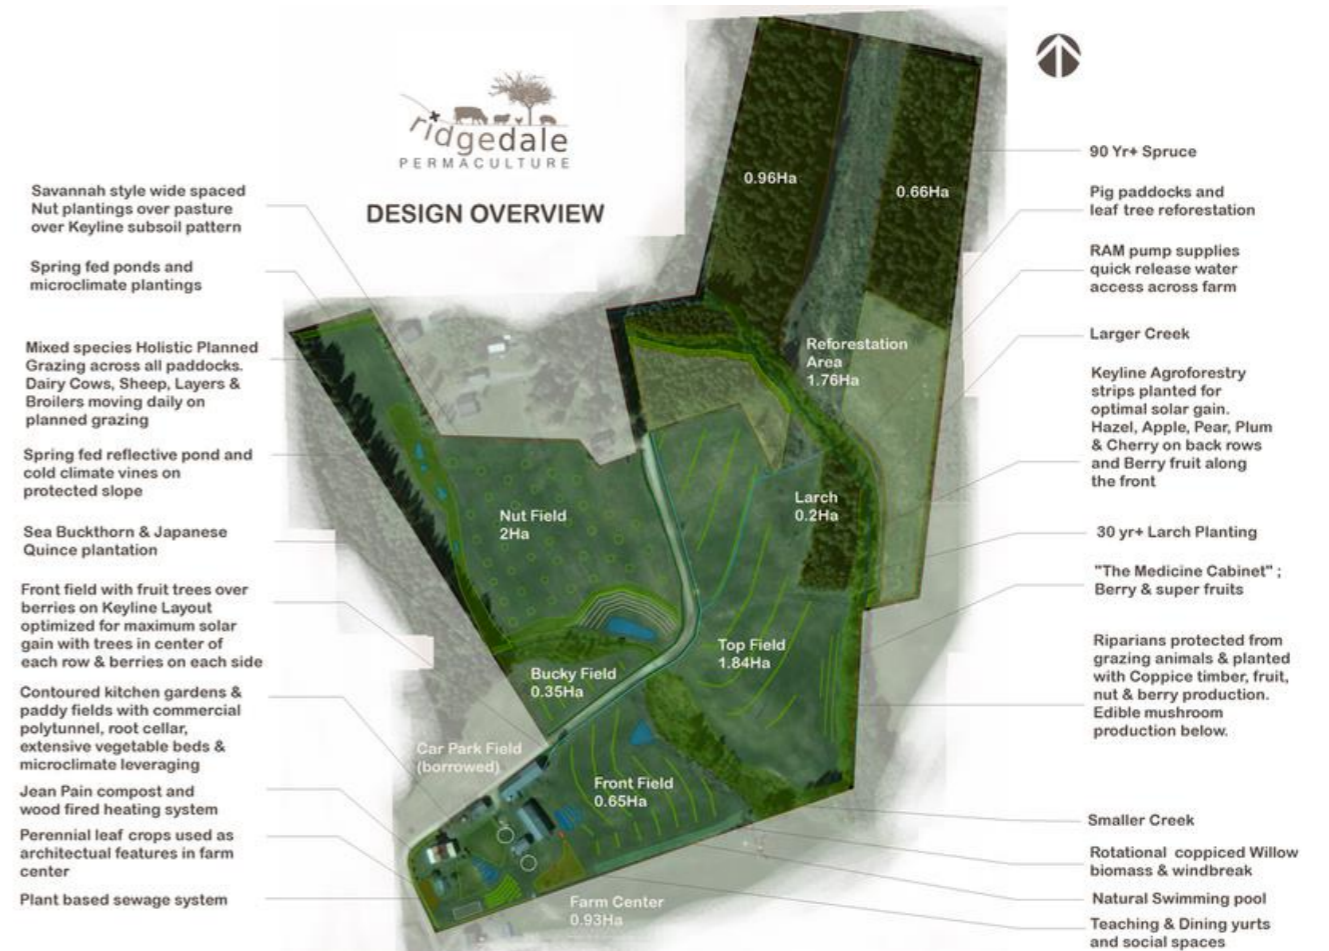 ridgedale
PERMACULTURE
DESIGN OVERVIEW
Savannah style wide spaced
Nut plantings over pasture
over Keyline subsoil pattern
Spring fed ponds and
microclimate plantings
Mixed species Holistic Planned
Grazing across all paddocks.
Dairy Cows, Sheep, Layers &
Broilers moving daily on
planned grazing
Spring fed reflective pond and
cold climate vines on
protected slope
Sea Buckthorn & Japanese
Quince plantation
Front field with fruit trees over
berries on Keyline Layout
optimized for maximum solar
gain with trees in center of
each row & berries on each side
Contoured kitchen gardens &
paddy fields with commercial
polytunnel, root cellar,
extensive vegetable beds &
microclimate leveraging
Jean Pain compost and
wood fired heating system
Perennial leaf crops used as
architectual features in farm
center
Plant based sewage system
0.96Ha
0.66Ha
Reforestation
Area
1.76Ha
Larch
0.2Ha
Nut Field
2Ha
Top Field
1.84Ha
Bucky Field
0.35Ha
Car Park Field
(borrowed)
Front Field
0.65Ha
Farm Center
0.93Ha
90 Yr+ Spruce
Pig paddocks and
leaf tree reforestation
RAM pump supplies
quick release water
access across farm
Larger Creek
Keyline Agroforestry
strips planted for
optimal solar gain.
Hazel, Apple, Pear, Plum
& Cherry on back rows
and Berry fruit along
the front
30 yr+ Larch Planting
"The Medicine Cabinet" ;
Berry & super fruits
Riparians protected from
grazing animals & planted
with Coppice timber, fruit,
nut & berry production.
Edible mushroom
production below.
Smaller Creek
Rotational coppiced Willow
biomass & windbreak
Natural Swimming pool
Teaching & Dining yurts
and social spaces